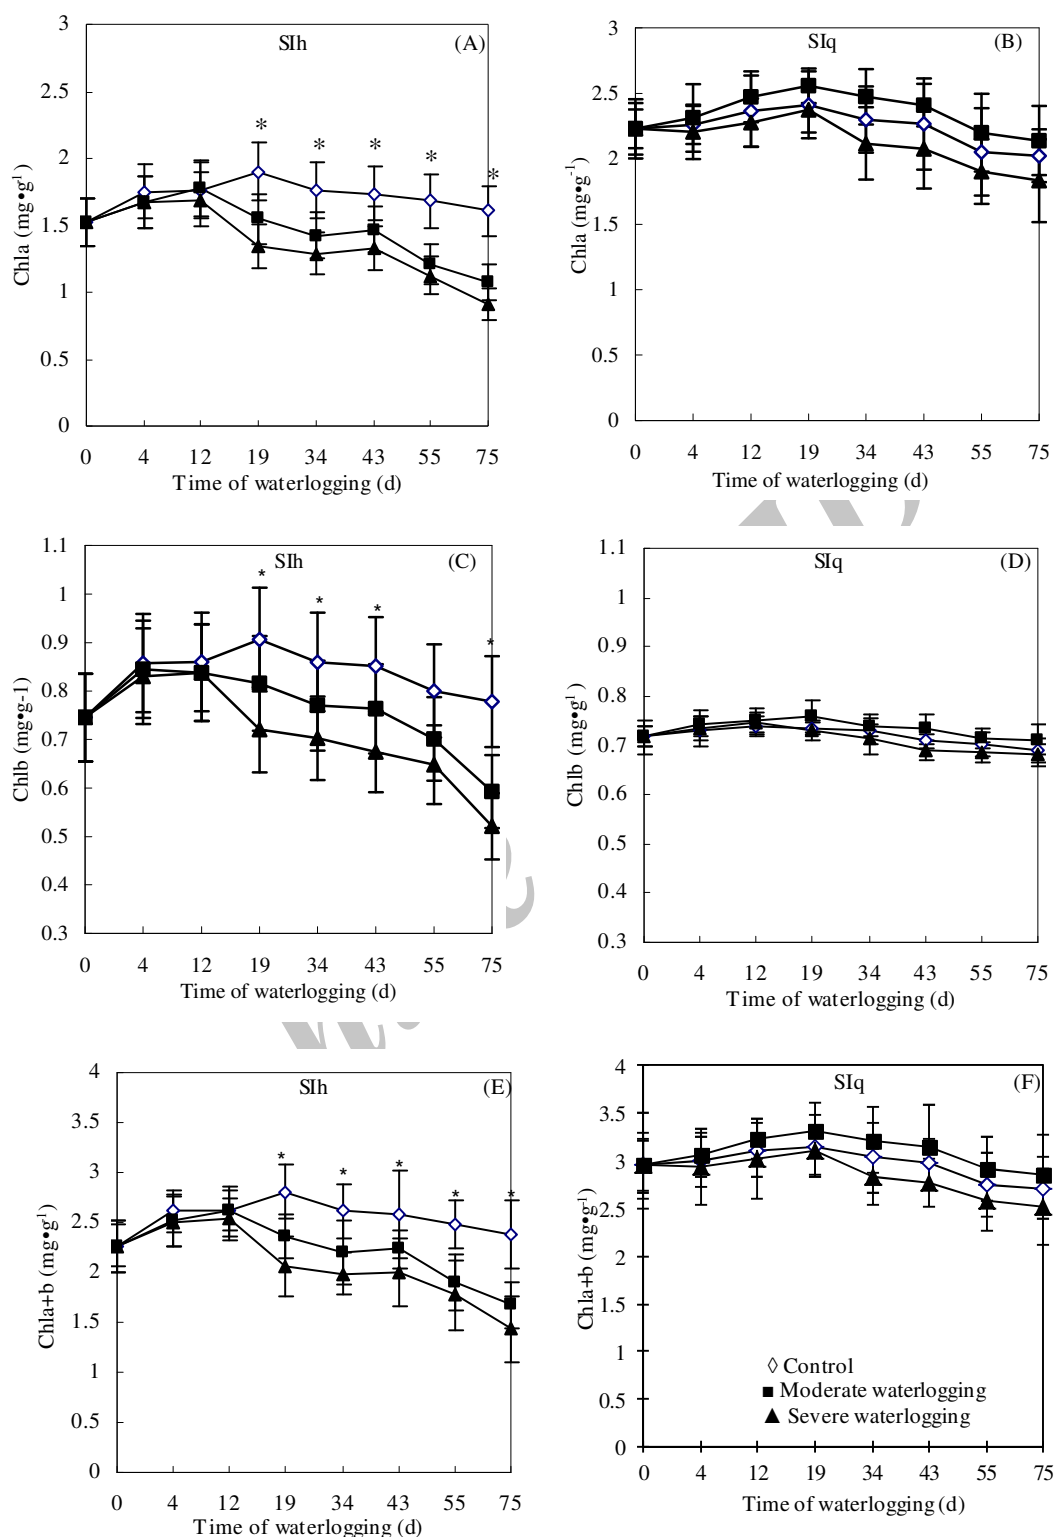 SIh (A)
3
2.5
2
1.5
1
0.5
0
Chla (mg•g-1)
* * * * *
0 4 12 19 34 43 55 75
Time of waterlogging (d)
SIq (B)
3
2.5
2
1.5
1
0.5
0
Chla (mg•g-1)
0 4 12 19 34 43 55 75
Time of waterlogging (d)
SIh (C)
1.1
1
0.9
0.8
0.7
0.6
0.5
0.4
0.3
Chlb (mg•g-1)
* * * *
0 4 12 19 34 43 55 75
Time of waterlogging (d)
SIq (D)
1.1
1
0.9
0.8
0.7
0.6
0.5
0.4
0.3
Chlb (mg•g-1)
0 4 12 19 34 43 55 75
Time of waterlogging (d)
SIh (E)
4
3.5
3
2.5
2
1.5
1
0.5
0
Chla+b (mg•g-1)
* * * * *
0 4 12 19 34 43 55 75
Time of waterlogging (d)
SIq (F)
4
3.5
3
2.5
2
1.5
1
0.5
0
Chla+b (mg•g-1)
◊ Control
■ Moderate waterlogging
▲ Severe waterlogging
0 4 12 19 34 43 55 75
Time of waterlogging (d)